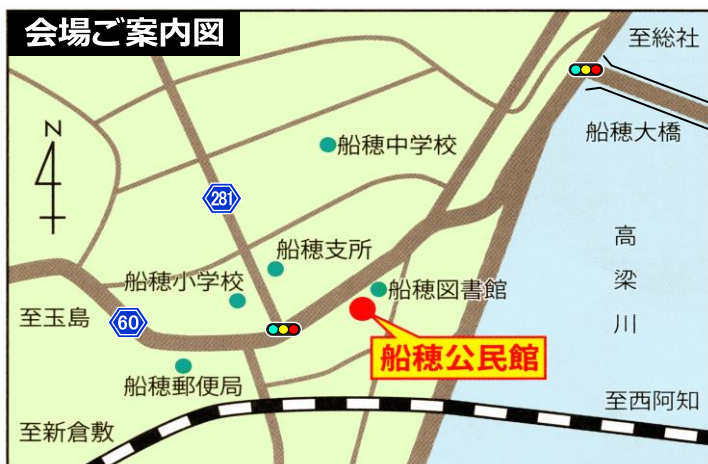 会場ご案内図
至総社
船穂大橋
N
船穂中学校
281
船穂支所
高梁川
船穂小学校
船穂図書館
至玉島
60
船穂公民館
船穂郵便局
至西阿知
至新倉敷